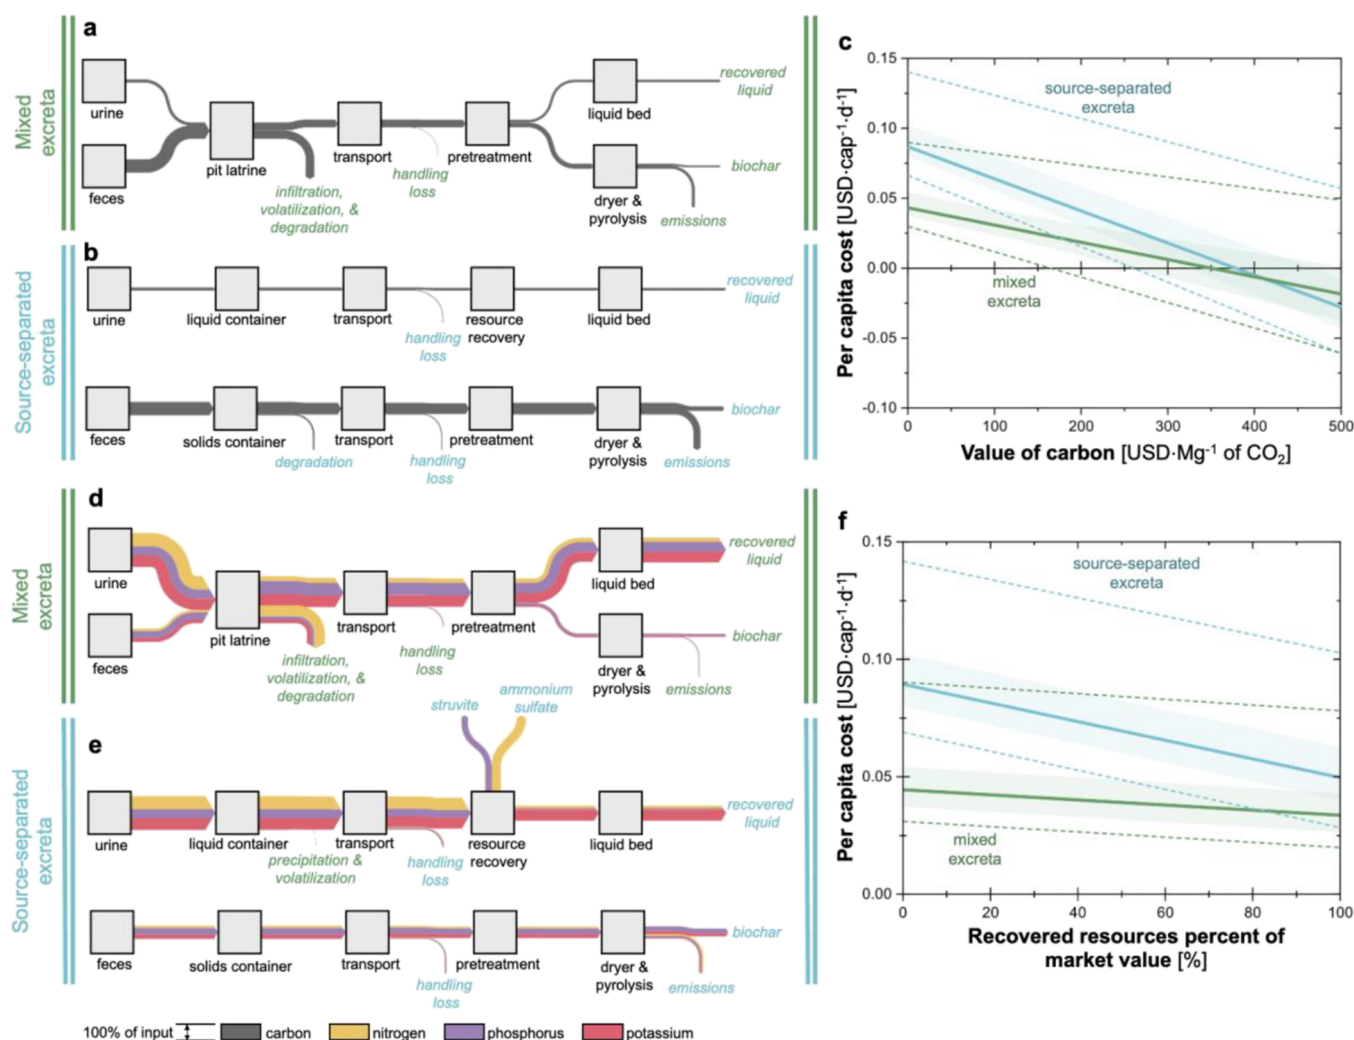 a
Mixed
excreta
urine
feces
pit latrine
infiltration,
volatilization, &
degradation
transport
handling
loss
pretreatment
liquid bed
recovered
liquid
dryer &
pyrolysis
biochar
emissions
b
Source-separated
excreta
urine
liquid container
transport
handling
loss
resource
recovery
liquid bed
recovered
liquid
feces
solids container
degradation
transport
handling
loss
pretreatment
dryer &
pyrolysis
biochar
emissions
c
Per capita cost [USD·cap⁻¹·d⁻¹]
0.15
0.10
0.05
0.00
-0.05
-0.10
source-separated
excreta
mixed
excreta
0 100 200 300 400 500
Value of carbon [USD·Mg⁻¹ of CO₂]
d
Mixed
excreta
urine
feces
pit latrine
infiltration,
volatilization, &
degradation
transport
handling
loss
pretreatment
liquid bed
recovered
liquid
dryer &
pyrolysis
biochar
emissions
e
Source-separated
excreta
struvite
ammonium
sulfate
urine
liquid container
precipitation &
volatilization
transport
handling
loss
resource
recovery
liquid bed
recovered
liquid
feces
solids container
transport
handling
loss
pretreatment
dryer &
pyrolysis
biochar
emissions
f
Per capita cost [USD·cap⁻¹·d⁻¹]
0.15
0.10
0.05
0.00
source-separated
excreta
mixed
excreta
0 20 40 60 80 100
Recovered resources percent of
market value [%]
100% of input carbon nitrogen phosphorus potassium